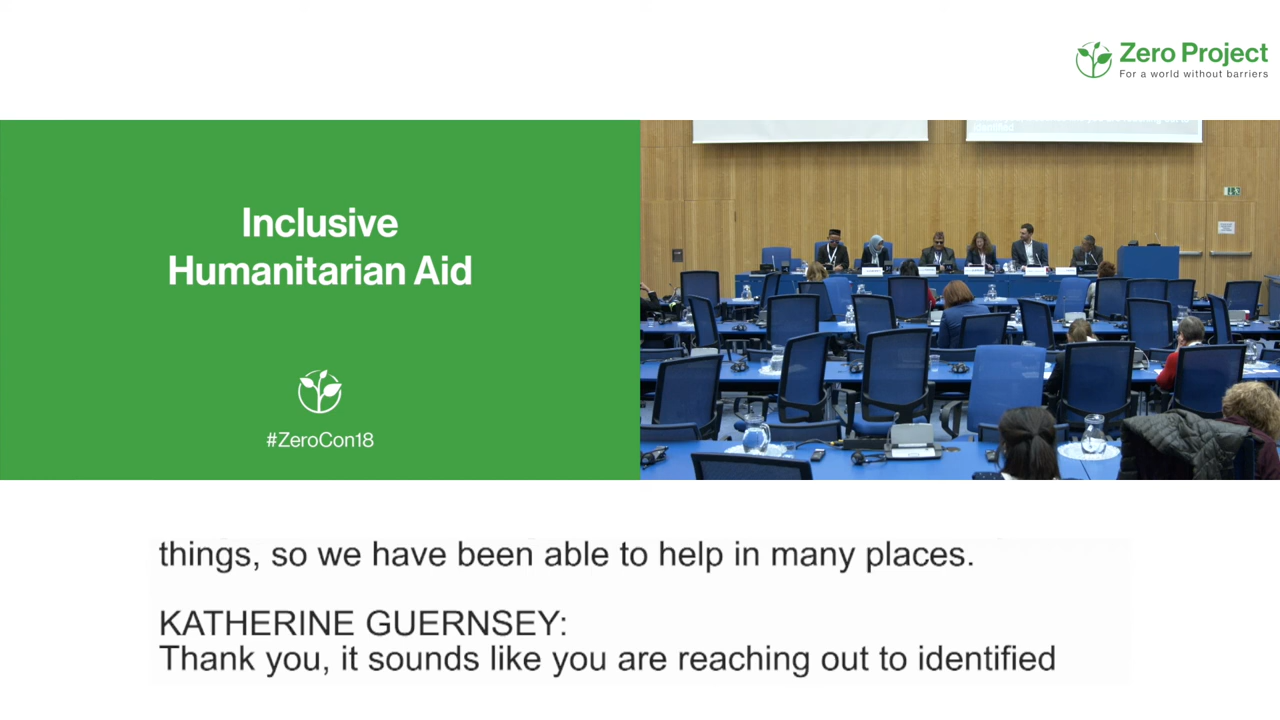 Zero Project
For a world without barriers
Inclusive
Humanitarian Aid
#ZeroCon18
things, so we have been able to help in many places.
KATHERINE GUERNSEY:
Thank you, it sounds like you are reaching out to identified